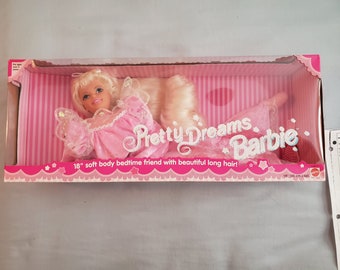 Pretty Dreams
Barbie
18" soft body bedtime friend with beautiful long hair!